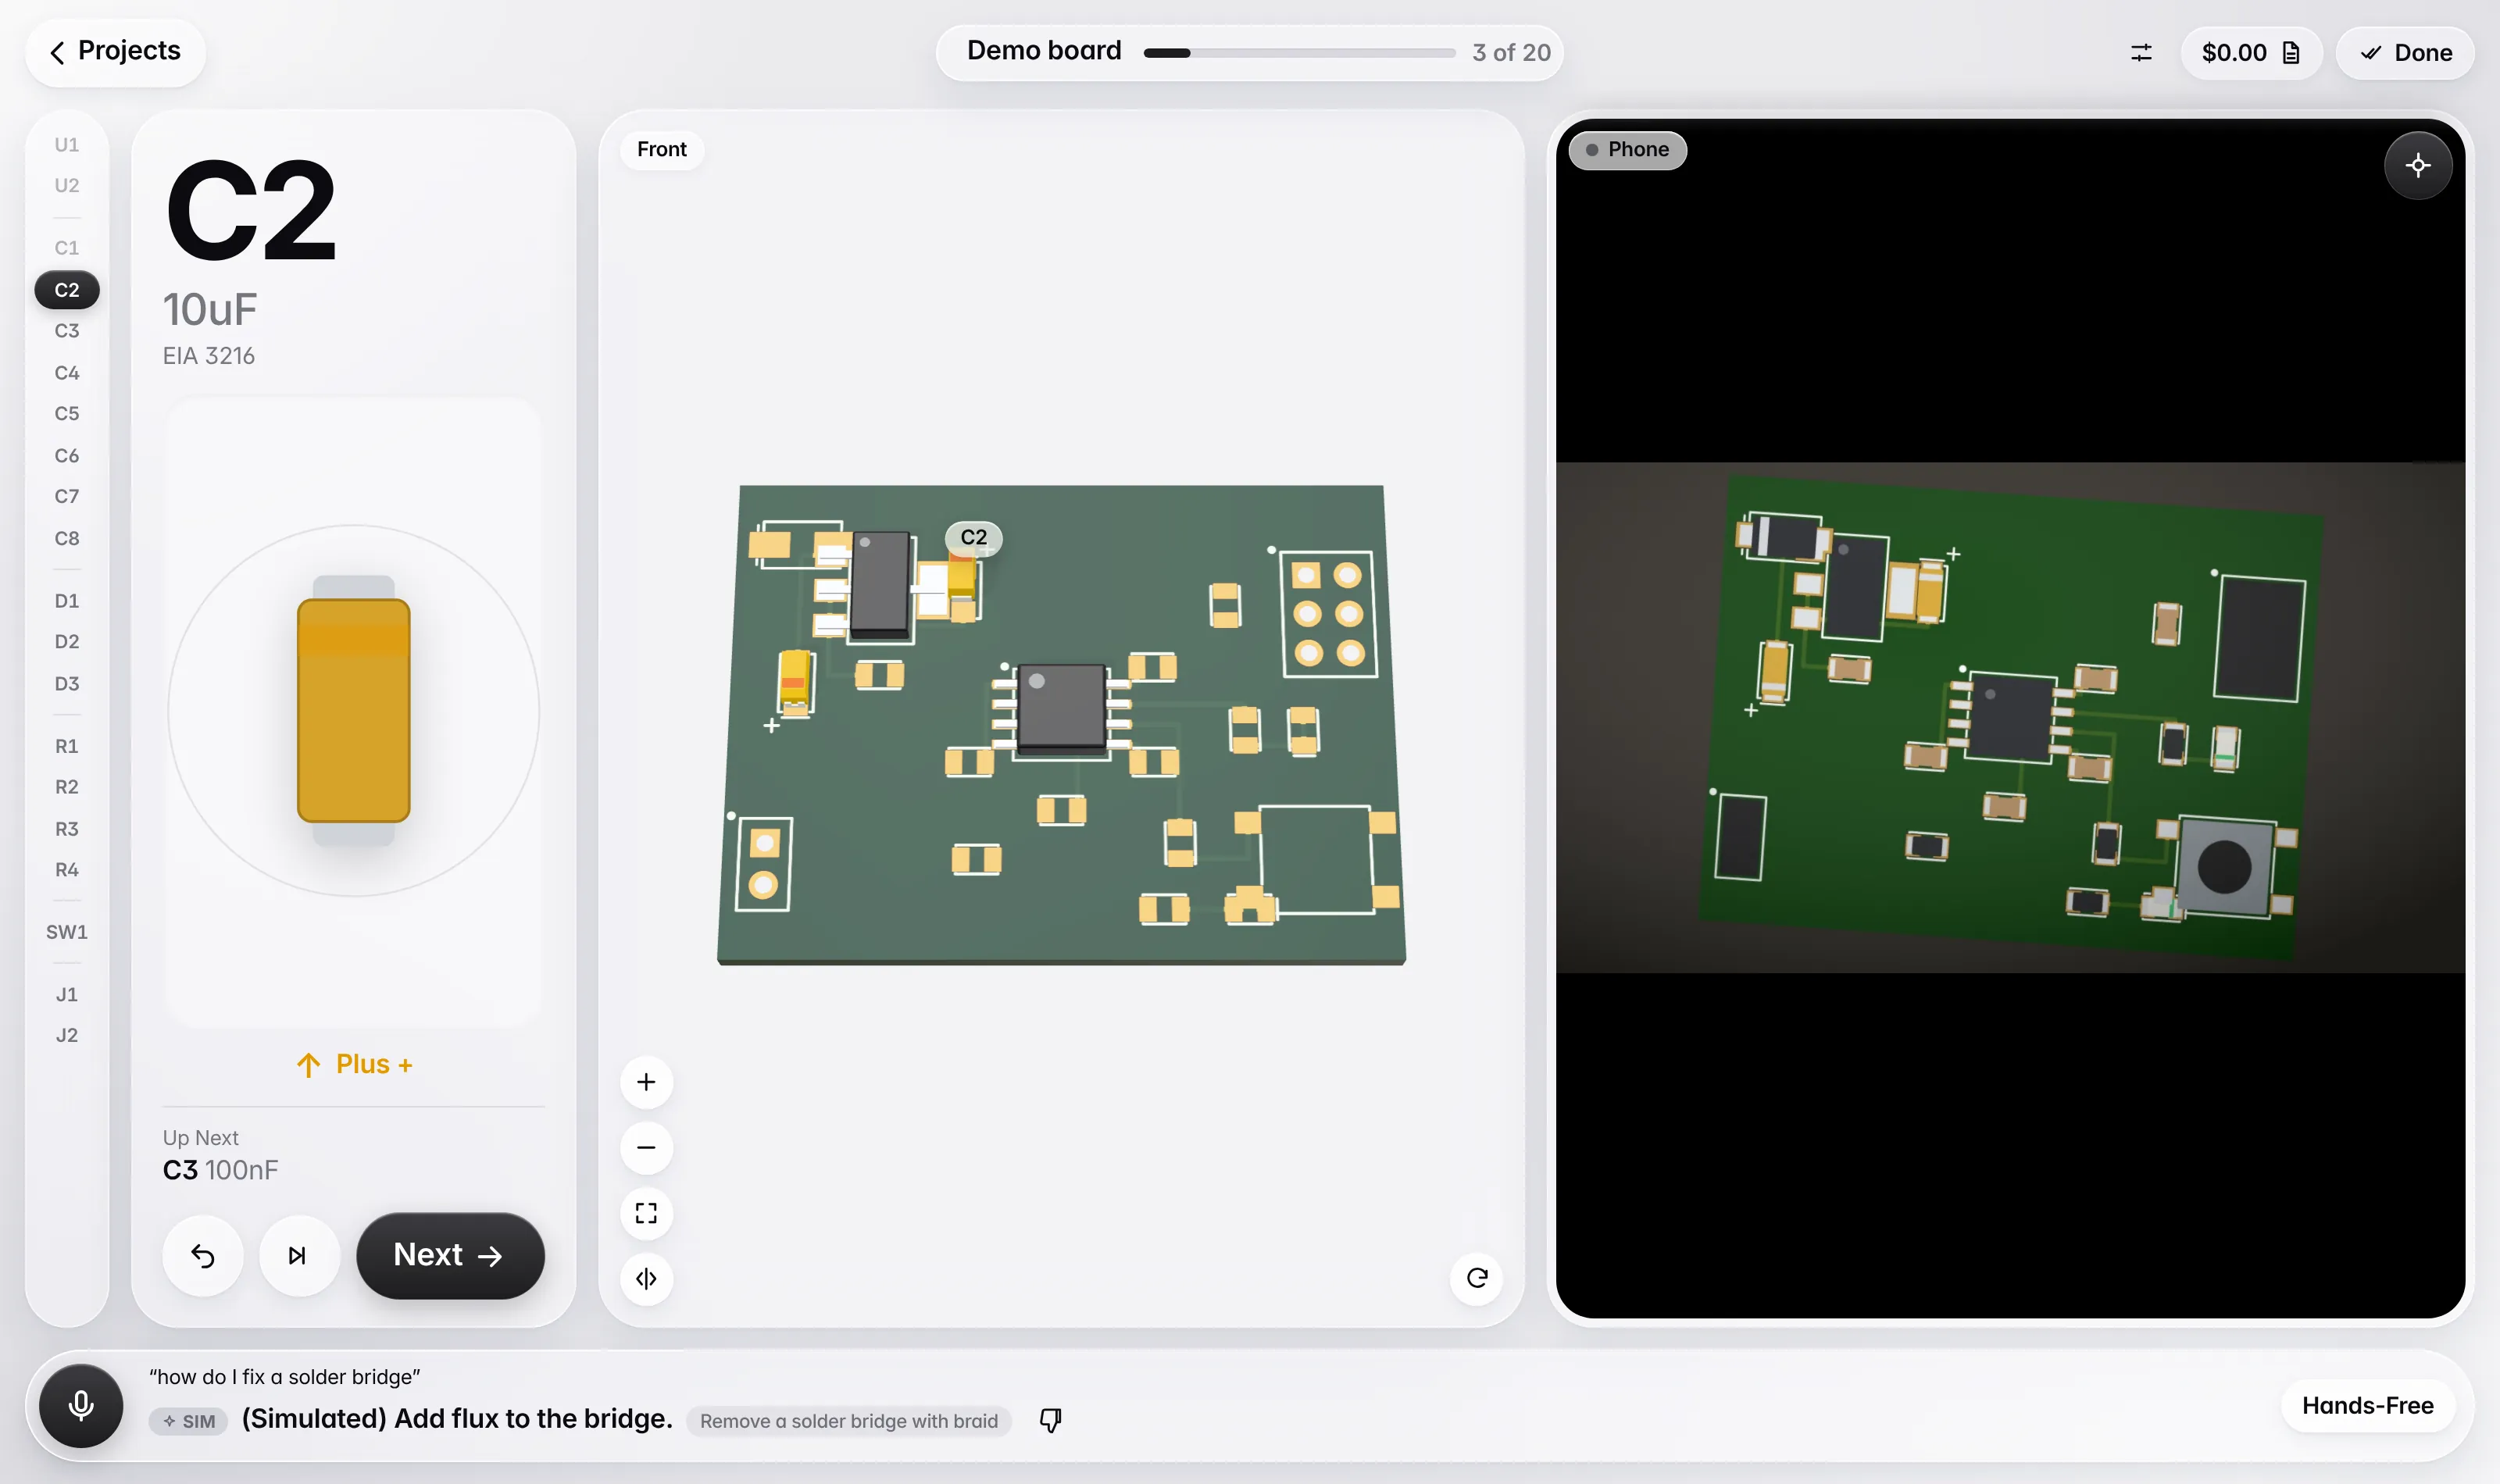 Projects
Demo board
3 of 20
$0.00
Done
U1
U2
C1
C2
C3
C4
C5
C6
C7
C8
D1
D2
D3
R1
R2
R3
R4
SW1
J1
J2
C2
10uF
EIA 3216
Plus +
Up Next
C3 100nF
Next
Front
C2
+
+
Phone
+
+
“how do I fix a solder bridge”
SIM
(Simulated) Add flux to the bridge.
Remove a solder bridge with braid
Hands-Free